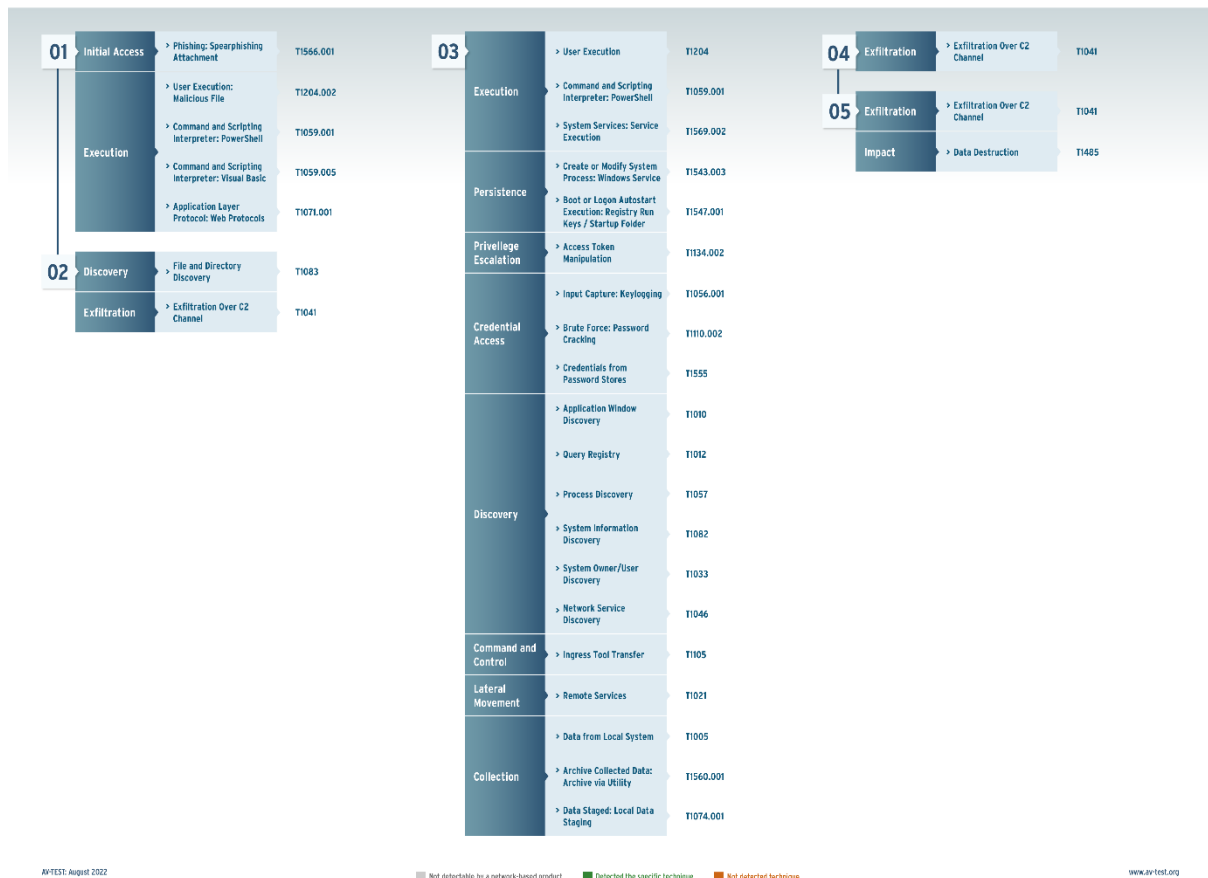 01
Initial Access
> Phishing: Spearphishing
Attachment
T1566.001
Execution
> User Execution:
Malicious File
T1204.002
> Command and Scripting
Interpreter: PowerShell
T1059.001
> Command and Scripting
Interpreter: Visual Basic
T1059.005
> Application Layer
Protocol: Web Protocols
T1071.001
02
Discovery
> File and Directory
Discovery
T1083
Exfiltration
> Exfiltration Over C2
Channel
T1041
03
Execution
> User Execution
T1204
> Command and Scripting
Interpreter: PowerShell
T1059.001
> System Services: Service
Execution
T1569.002
Persistence
> Create or Modify System
Process: Windows Service
T1543.003
> Boot or Logon Autostart
Execution: Registry Run
Keys / Startup Folder
T1547.001
Privellege
Escalation
> Access Token
Manipulation
T1134.002
Credential
Access
> Input Capture: Keylogging
T1056.001
> Brute Force: Password
Cracking
T1110.002
> Credentials from
Password Stores
T1555
Discovery
> Application Window
Discovery
T1010
> Query Registry
T1012
> Process Discovery
T1057
> System Information
Discovery
T1082
> System Owner/User
Discovery
T1033
> Network Service
Discovery
T1046
Command and
Control
> Ingress Tool Transfer
T1105
Lateral
Movement
> Remote Services
T1021
Collection
> Data from Local System
T1005
> Archive Collected Data:
Archive via Utility
T1560.001
> Data Staged: Local Data
Staging
T1074.001
04
Exfiltration
> Exfiltration Over C2
Channel
T1041
05
Exfiltration
> Exfiltration Over C2
Channel
T1041
Impact
> Data Destruction
T1485
AV-TEST: August 2022
Not detectable by a network-based product
Detected the specific technique
Not detected technique
www.av-test.org